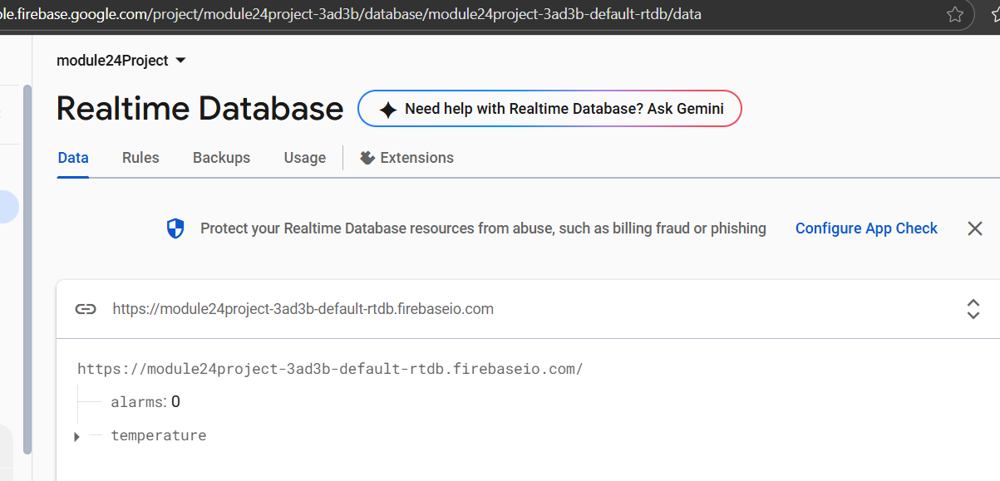 ole.firebase.google.com/project/module24project-3ad3b/database/module24project-3ad3b-default-rtdb/data
module24Project
Realtime Database
Need help with Realtime Database? Ask Gemini
Data Rules Backups Usage Extensions
Protect your Realtime Database resources from abuse, such as billing fraud or phishing Configure App Check
https://module24project-3ad3b-default-rtdb.firebaseio.com
https://module24project-3ad3b-default-rtdb.firebaseio.com/
alarms: 0
temperature